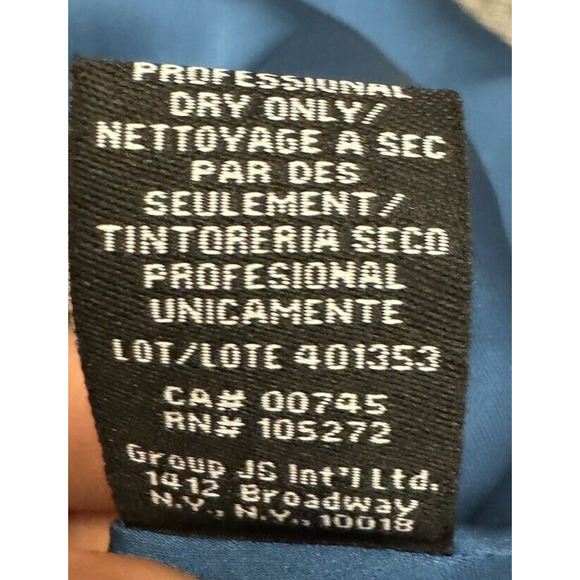 PROFESSIONAL
DRY ONLY/
NETTOYAGE A SEC
PAR DES
SEULEMENT/
TINTORERIA SECO
PROFESIONAL
UNICAMENTE
LOT/LOTE 401353
CA# 00745
RN# 105272
Group JS Int'l Ltd.
1412 Broadway
N.Y., N.Y., 10018